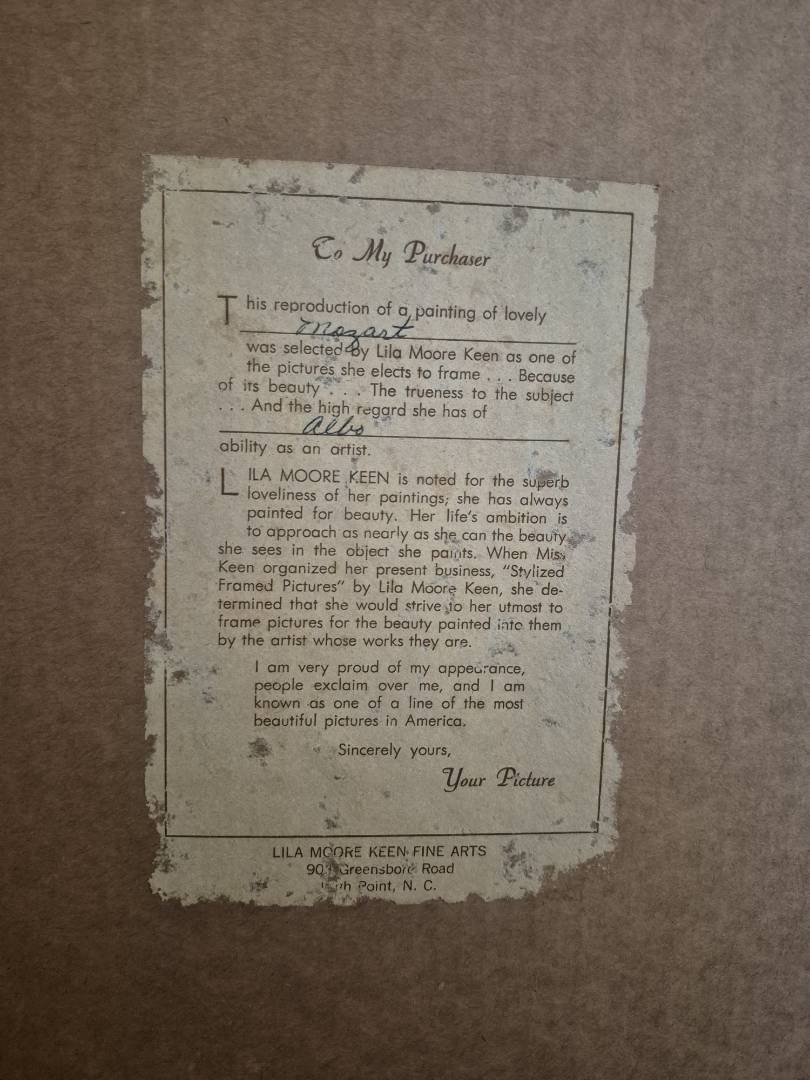 To My Purchaser
This reproduction of a painting of lovely
Mozart
was selected by Lila Moore Keen as one of
the pictures she elects to frame . . . Because
of its beauty . . . The trueness to the subject
. . . And the high regard she has of
Albo
ability as an artist.
LILA MOORE KEEN is noted for the superb
loveliness of her paintings; she has always
painted for beauty. Her life's ambition is
to approach as nearly as she can the beauty
she sees in the object she paints. When Miss
Keen organized her present business, "Stylized
Framed Pictures" by Lila Moore Keen, she de-
termined that she would strive to her utmost to
frame pictures for the beauty painted into them
by the artist whose works they are.
I am very proud of my appearance,
people exclaim over me, and I am
known as one of a line of the most
beautiful pictures in America.
Sincerely yours,
Your Picture
LILA MOORE KEEN FINE ARTS
Greensboro Road
High Point, N. C.